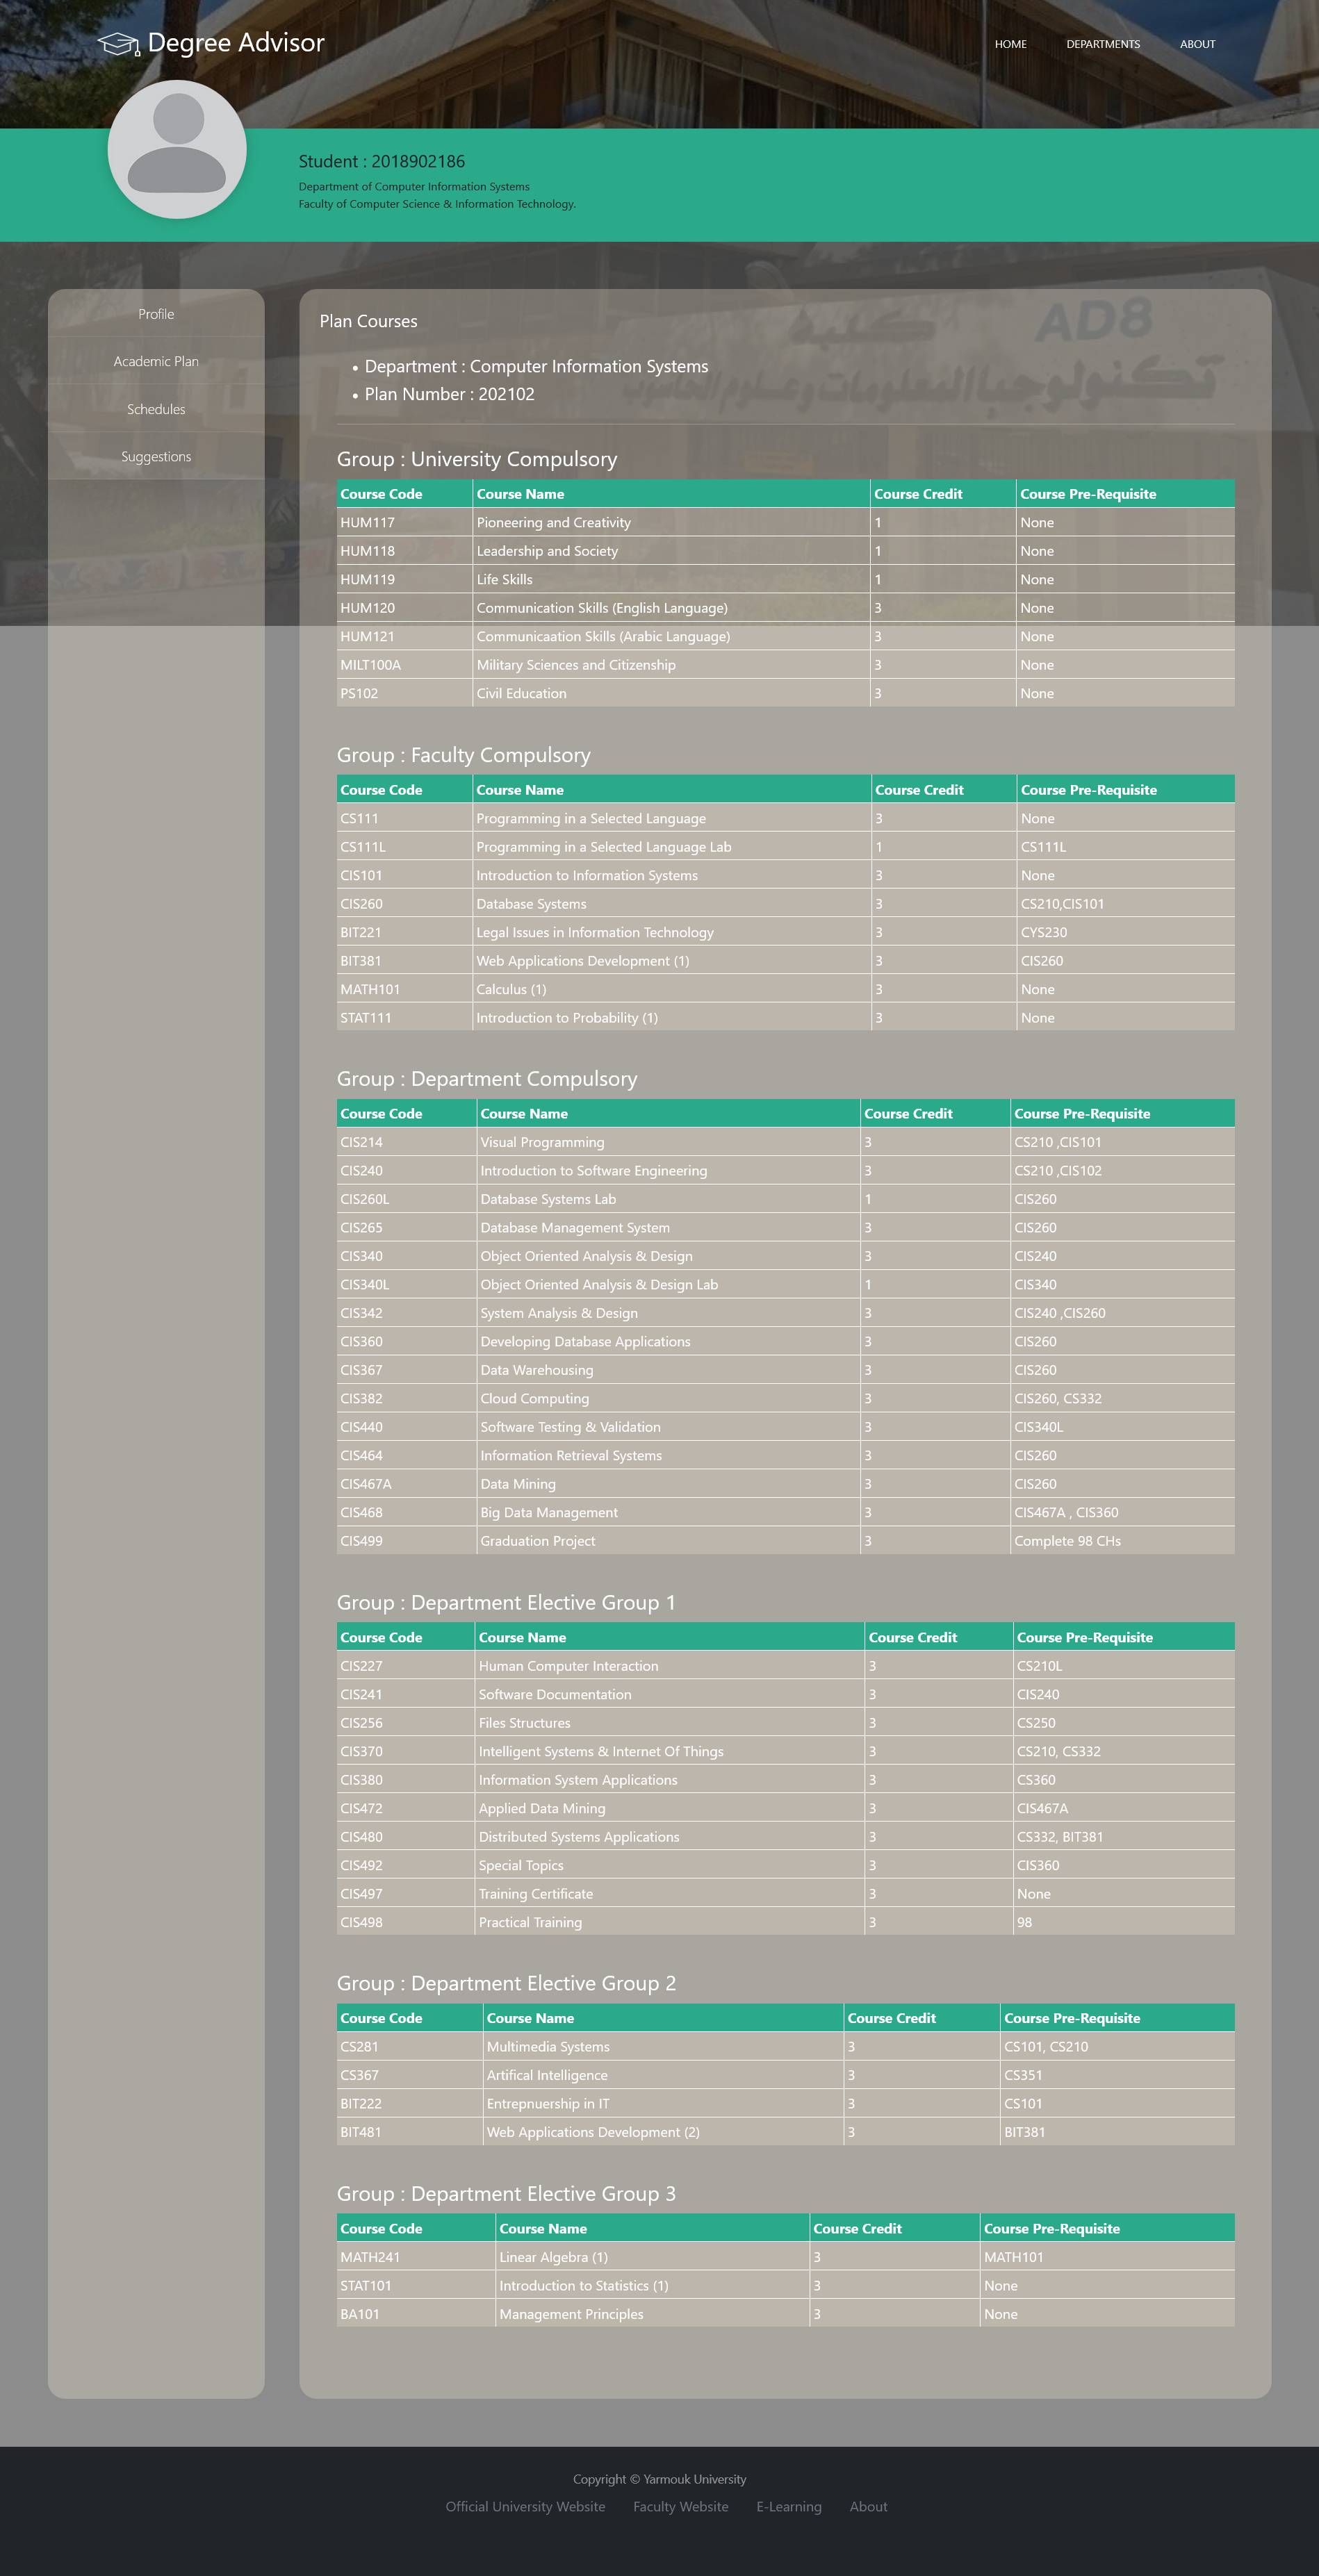 Degree Advisor
HOME DEPARTMENTS ABOUT
Student : 2018902186
Department of Computer Information Systems
Faculty of Computer Science & Information Technology.
Profile
Academic Plan
Schedules
Suggestions
AD8
Plan Courses
• Department : Computer Information Systems
• Plan Number : 202102
Group : University Compulsory
Course Code Course Name Course Credit Course Pre-Requisite
HUM117 Pioneering and Creativity 1 None
HUM118 Leadership and Society 1 None
HUM119 Life Skills 1 None
HUM120 Communication Skills (English Language) 3 None
HUM121 Communicaation Skills (Arabic Language) 3 None
MILT100A Military Sciences and Citizenship 3 None
PS102 Civil Education 3 None
Group : Faculty Compulsory
Course Code Course Name Course Credit Course Pre-Requisite
CS111 Programming in a Selected Language 3 None
CS111L Programming in a Selected Language Lab 1 CS111L
CIS101 Introduction to Information Systems 3 None
CIS260 Database Systems 3 CS210,CIS101
BIT221 Legal Issues in Information Technology 3 CYS230
BIT381 Web Applications Development (1) 3 CIS260
MATH101 Calculus (1) 3 None
STAT111 Introduction to Probability (1) 3 None
Group : Department Compulsory
Course Code Course Name Course Credit Course Pre-Requisite
CIS214 Visual Programming 3 CS210 ,CIS101
CIS240 Introduction to Software Engineering 3 CS210 ,CIS102
CIS260L Database Systems Lab 1 CIS260
CIS265 Database Management System 3 CIS260
CIS340 Object Oriented Analysis & Design 3 CIS240
CIS340L Object Oriented Analysis & Design Lab 1 CIS340
CIS342 System Analysis & Design 3 CIS240 ,CIS260
CIS360 Developing Database Applications 3 CIS260
CIS367 Data Warehousing 3 CIS260
CIS382 Cloud Computing 3 CIS260, CS332
CIS440 Software Testing & Validation 3 CIS340L
CIS464 Information Retrieval Systems 3 CIS260
CIS467A Data Mining 3 CIS260
CIS468 Big Data Management 3 CIS467A , CIS360
CIS499 Graduation Project 3 Complete 98 CHs
Group : Department Elective Group 1
Course Code Course Name Course Credit Course Pre-Requisite
CIS227 Human Computer Interaction 3 CS210L
CIS241 Software Documentation 3 CIS240
CIS256 Files Structures 3 CS250
CIS370 Intelligent Systems & Internet Of Things 3 CS210, CS332
CIS380 Information System Applications 3 CS360
CIS472 Applied Data Mining 3 CIS467A
CIS480 Distributed Systems Applications 3 CS332, BIT381
CIS492 Special Topics 3 CIS360
CIS497 Training Certificate 3 None
CIS498 Practical Training 3 98
Group : Department Elective Group 2
Course Code Course Name Course Credit Course Pre-Requisite
CS281 Multimedia Systems 3 CS101, CS210
CS367 Artifical Intelligence 3 CS351
BIT222 Entrepnuership in IT 3 CS101
BIT481 Web Applications Development (2) 3 BIT381
Group : Department Elective Group 3
Course Code Course Name Course Credit Course Pre-Requisite
MATH241 Linear Algebra (1) 3 MATH101
STAT101 Introduction to Statistics (1) 3 None
BA101 Management Principles 3 None
Copyright © Yarmouk University
Official University Website Faculty Website E-Learning About